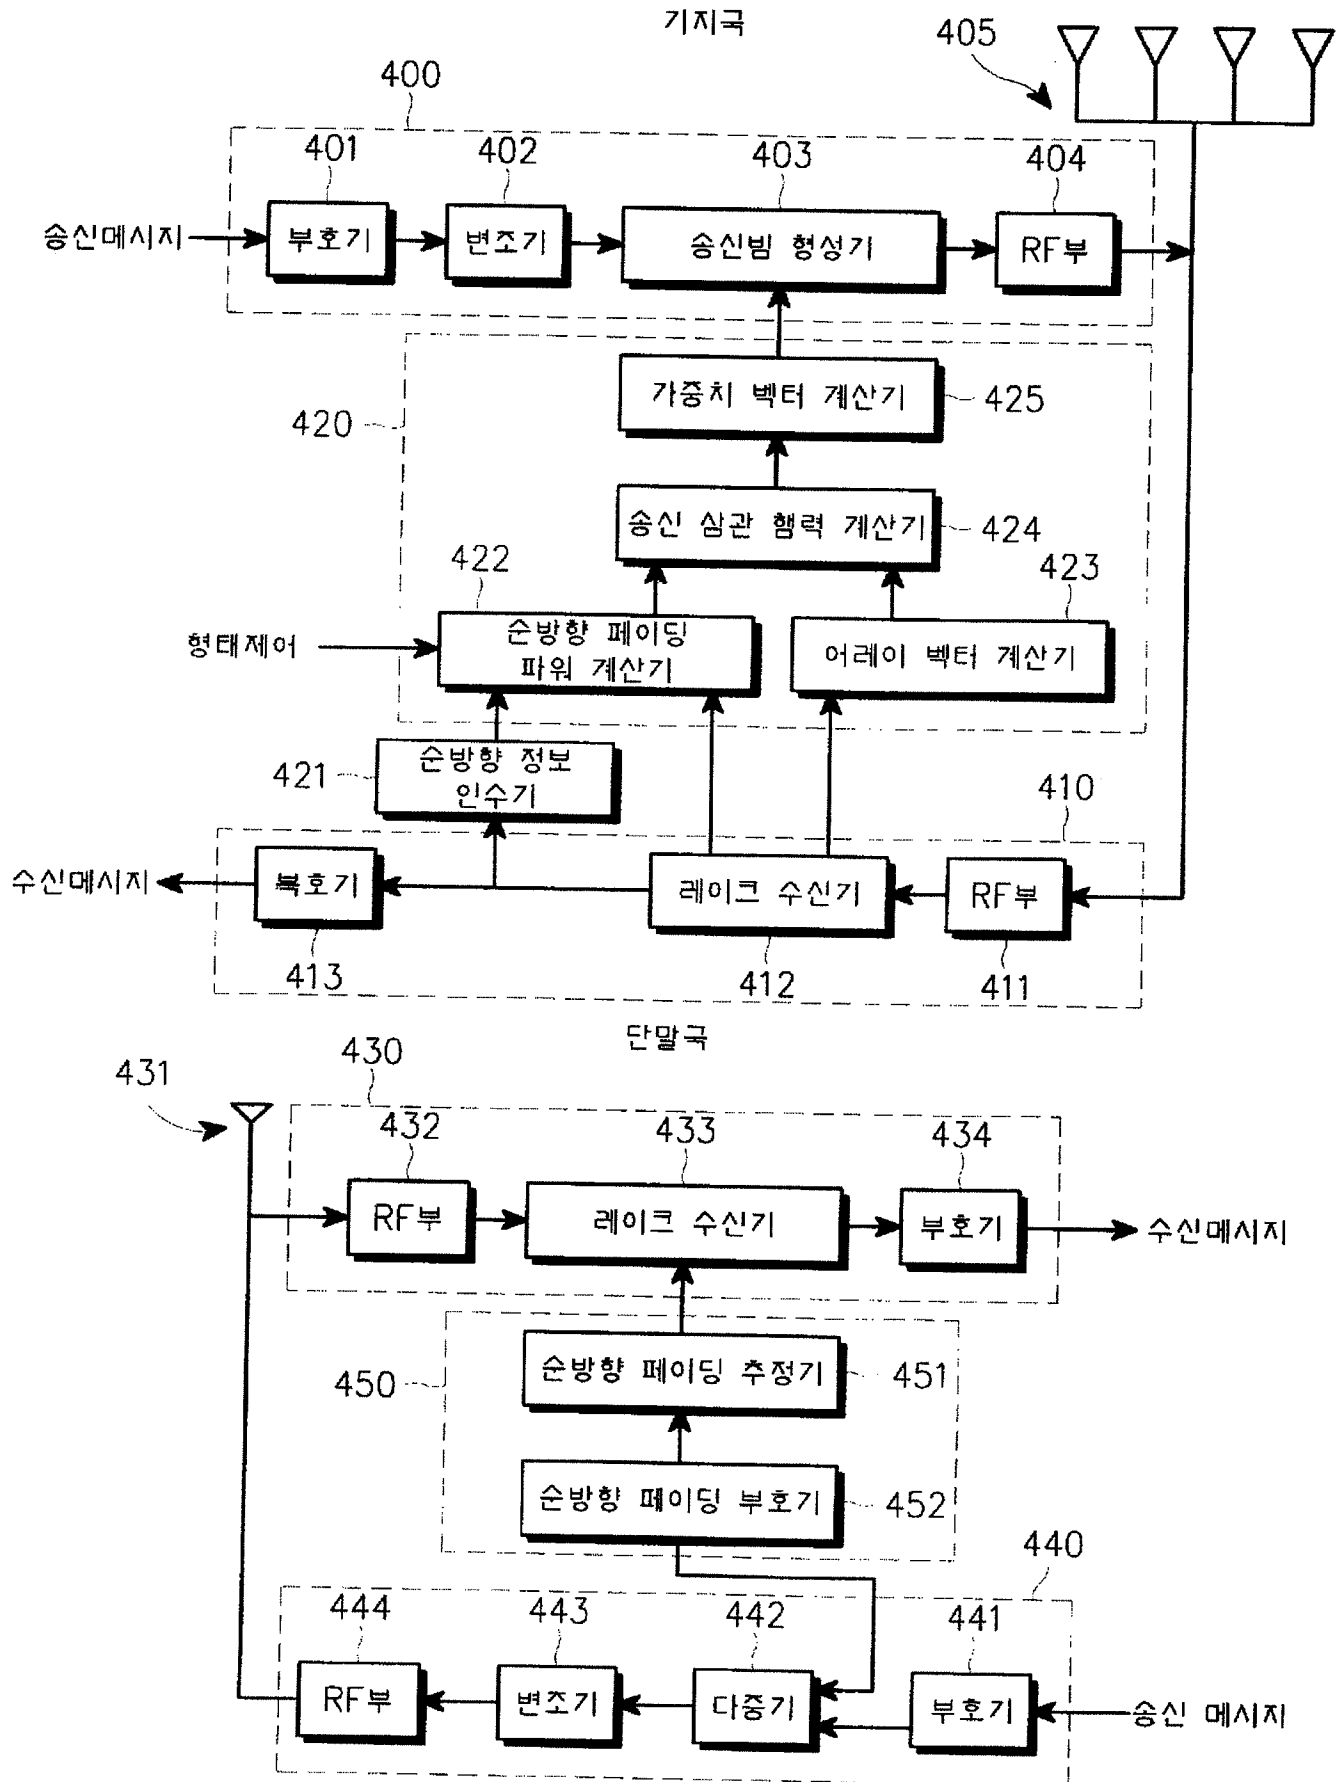 기지국
405
400
401
402
403
404
송신메시지
부호기
변조기
송신빔 형성기
RF부
가중치 벡터 계산기
425
420
송신 삼관 햄력 계산기
424
422
423
형태제어
순방향 페이딩
파워 계산기
어레이 벡터 계산기
421
순방향 정보
인수기
410
수신메시지
복호기
레이크 수신기
RF부
413
412
411
단말국
431
430
432
433
434
RF부
레이크 수신기
부호기
수신메시지
순방향 페이딩 추정기
451
450
순방향 페이딩 부호기
452
440
444
443
442
441
RF부
변조기
다중기
부호기
송신 메시지